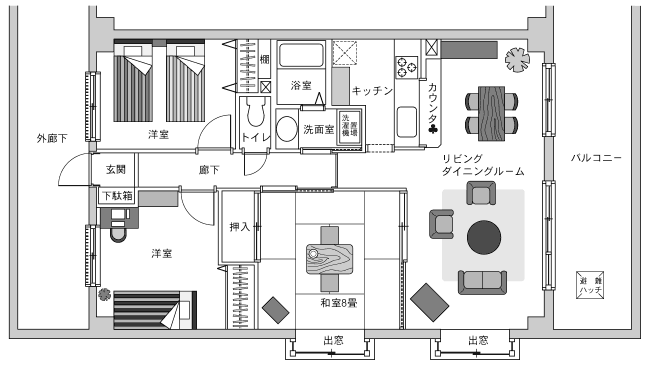 外廊下
洋室
棚
トイレ
浴室
洗面室
洗濯機
置場
キッチン
カウンター
リビング
ダイニングルーム
バルコニー
玄関
廊下
下駄箱
洋室
押入
和室8畳
避難
ハッチ
出窓
出窓